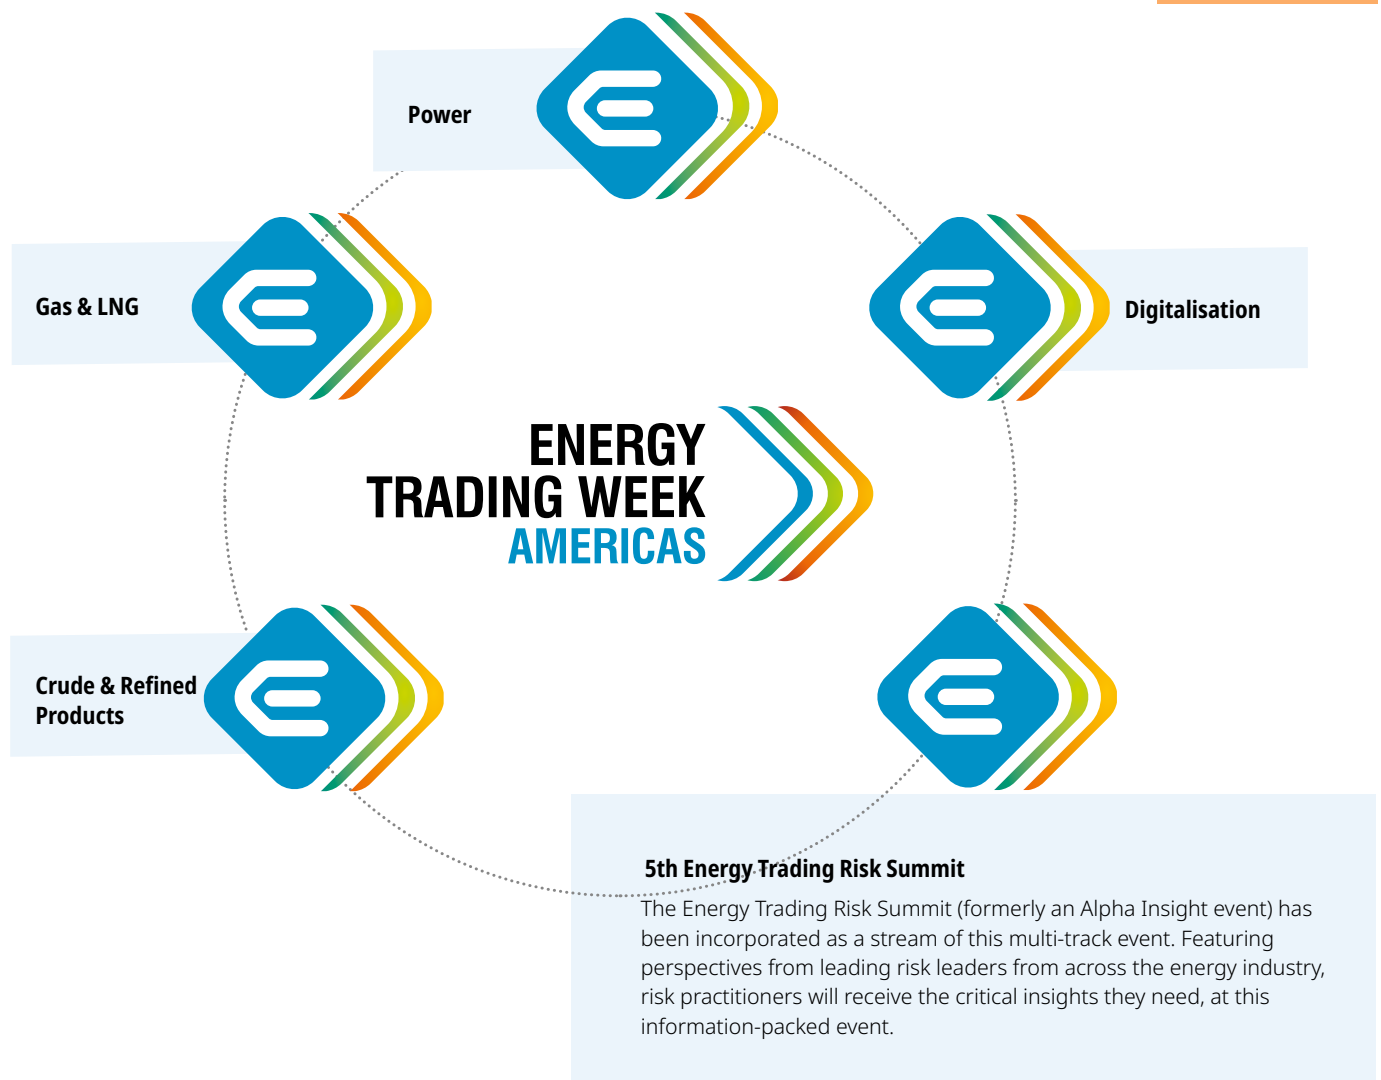 Power
Gas & LNG
Digitalisation
ENERGY
TRADING WEEK
AMERICAS
Crude & Refined
Products
5th Energy Trading Risk Summit
The Energy Trading Risk Summit (formerly an Alpha Insight event) has
been incorporated as a stream of this multi-track event. Featuring
perspectives from leading risk leaders from across the energy industry,
risk practitioners will receive the critical insights they need, at this
information-packed event.